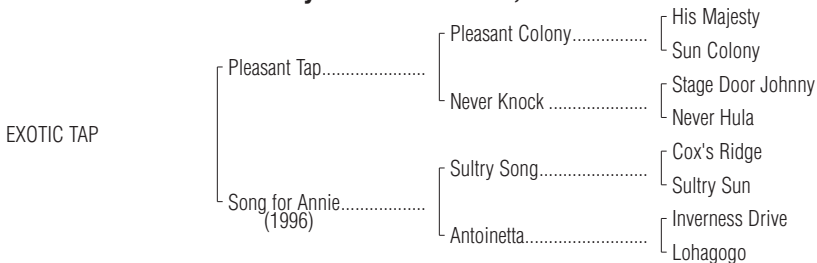 His Majesty
Pleasant Colony................
Sun Colony
Pleasant Tap......................
Stage Door Johnny
Never Knock .....................
Never Hula
EXOTIC TAP
Cox's Ridge
Sultry Song.......................
Sultry Sun
Song for Annie..................
(1996)
Inverness Drive
Antoinetta..........................
Lohagogo